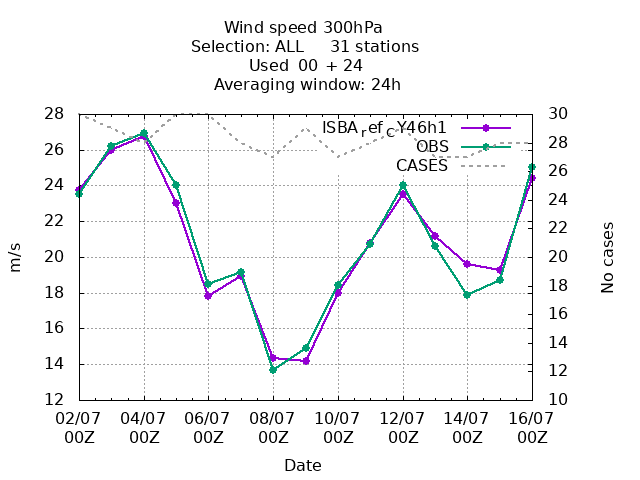 Wind speed 300hPa
Selection: ALL 31 stations
Used 00 + 24
Averaging window: 24h
ISBA_ref_CY46h1
OBS
CASES
m/s
28
26
24
22
20
18
16
14
12
No cases
30
28
26
24
22
20
18
16
14
12
10
02/07 04/07 06/07 08/07 10/07 12/07 14/07 16/07
00Z 00Z 00Z 00Z 00Z 00Z 00Z 00Z
Date